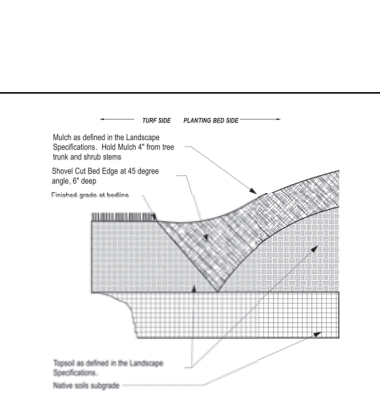 TURF SIDE PLANTING BED SIDE
Mulch as defined in the Landscape
Specifications. Hold Mulch 4" from tree
trunk and shrub stems
Shovel Cut Bed Edge at 45 degree
angle, 6" deep
Finished grade at bedline
Topsoil as defined in the Landscape
Specifications.
Native soils subgrade